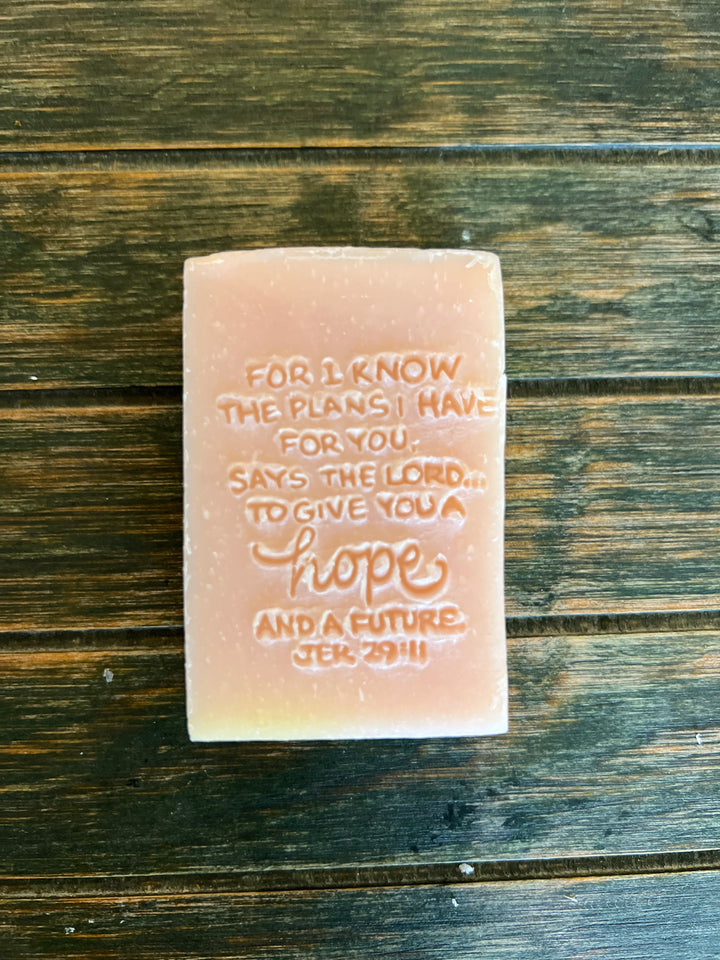 FOR I KNOW
THE PLANS I HAVE
FOR YOU,
SAYS THE LORD...
TO GIVE YOU A
hope
AND A FUTURE
JER 29:11